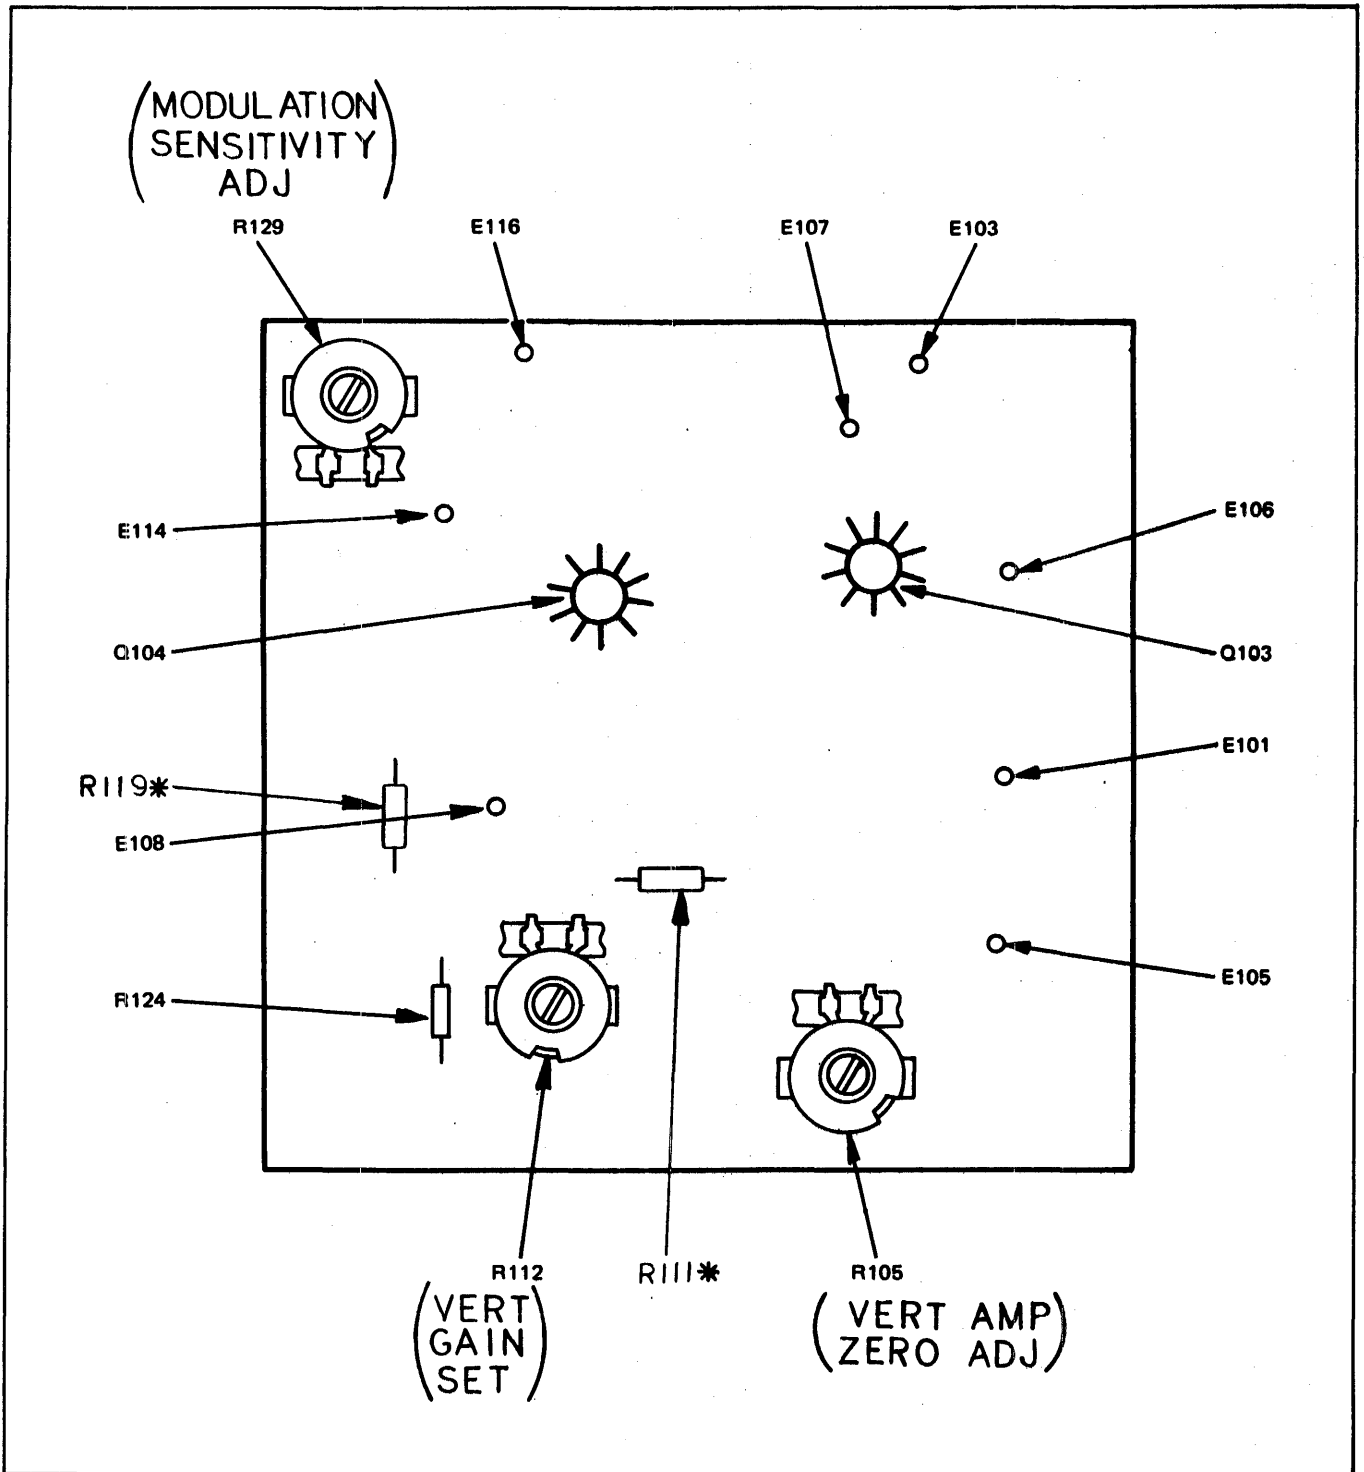 (MODULATION
SENSITIVITY
ADJ)
R129
E116
E107
E103
E114
E106
Q104
Q103
R119*
E101
E108
R124
E105
R112
R111*
R105
(VERT
GAIN
SET)
(VERT AMP
ZERO ADJ)